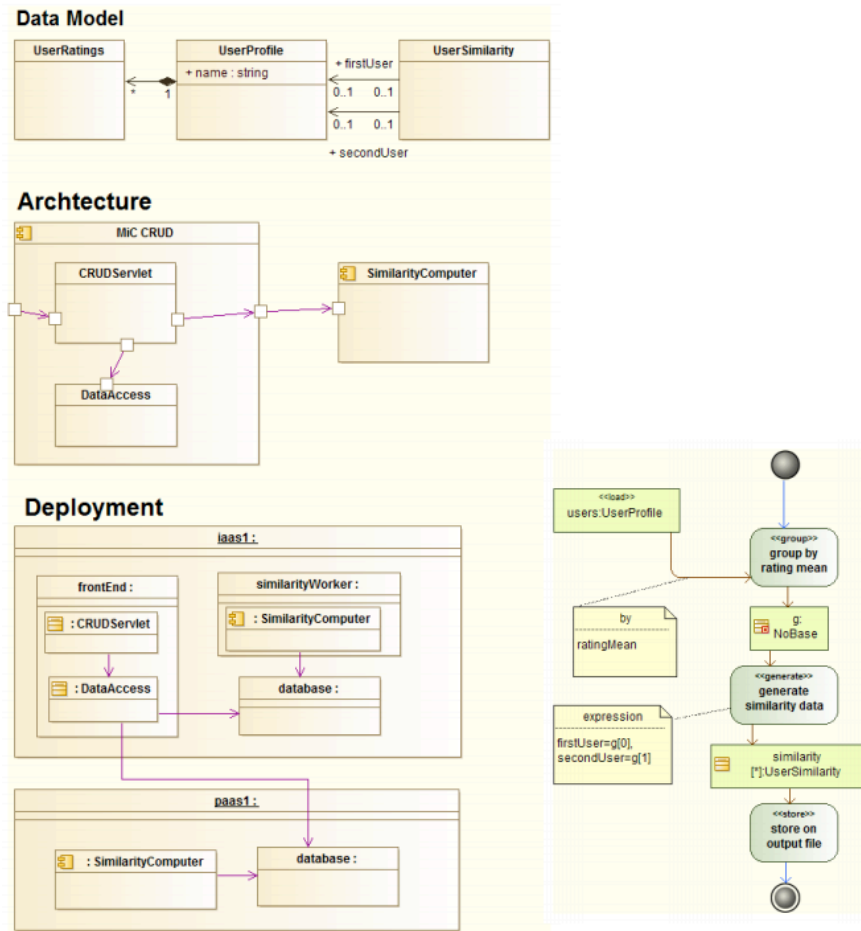 Data Model
UserRatings
UserProfile
UserSimilarity
+ name : string
+ firstUser
* 1
0..1 0..1
0..1 0..1
+ secondUser
Archtecture
MiC CRUD
CRUDServlet
SimilarityComputer
DataAccess
Deployment
iaas1 :
frontEnd :
similarityWorker :
: CRUDServlet
: SimilarityComputer
: DataAccess
database :
paas1 :
: SimilarityComputer
database :
<<load>>
users:UserProfile
<<group>>
group by
rating mean
by
ratingMean
g:
NoBase
<<generate>>
generate
similarity data
expression
firstUser=g[0],
secondUser=g[1]
similarity
[*]:UserSimilarity
<<store>>
store on
output file